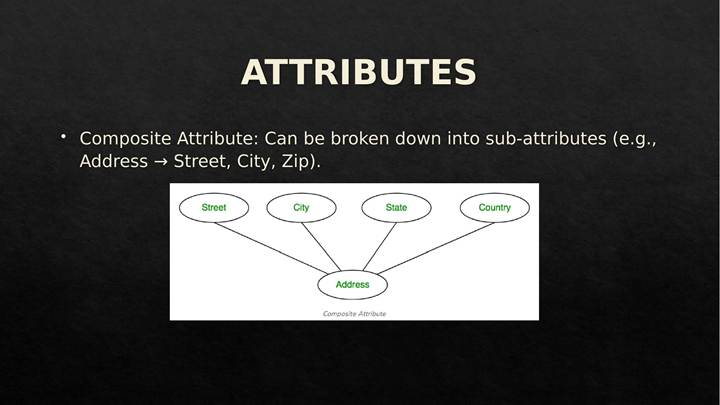 ATTRIBUTES
• Composite Attribute: Can be broken down into sub-attributes (e.g.,
Address → Street, City, Zip).
Street City State Country
Address
Composite Attribute